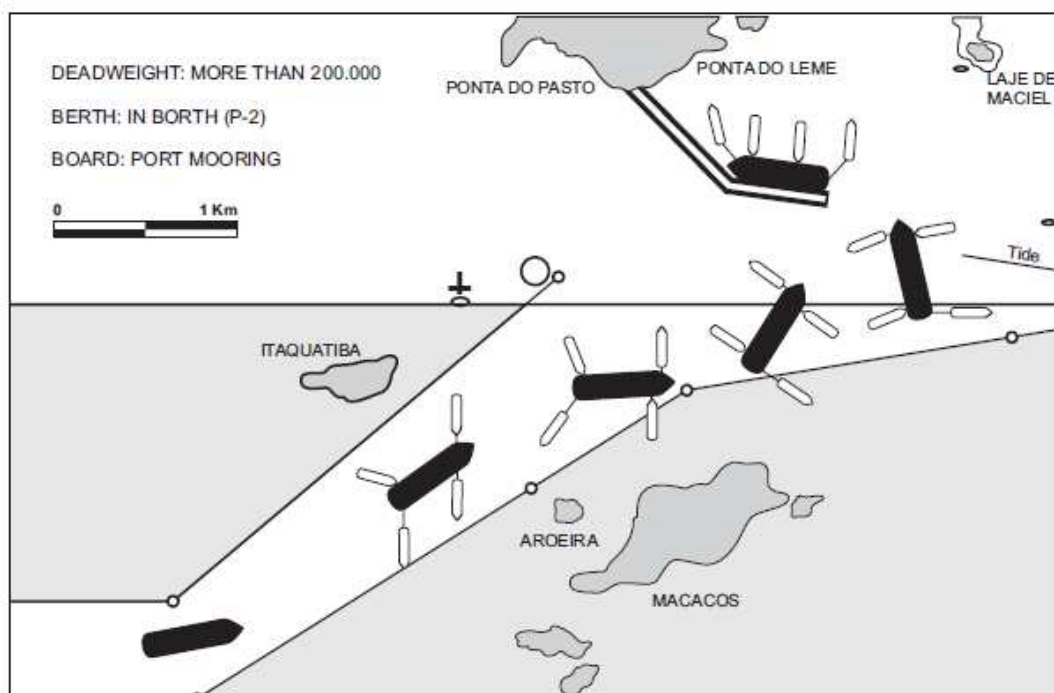 DEADWEIGHT: MORE THAN 200.000
BERTH: IN BORTH (P-2)
BOARD: PORT MOORING
0 1 Km
PONTA DO PASTO
PONTA DO LEME
LAJE DE
MACIEL
Tide
ITAQUATIBA
AROEIRA
MACACOS